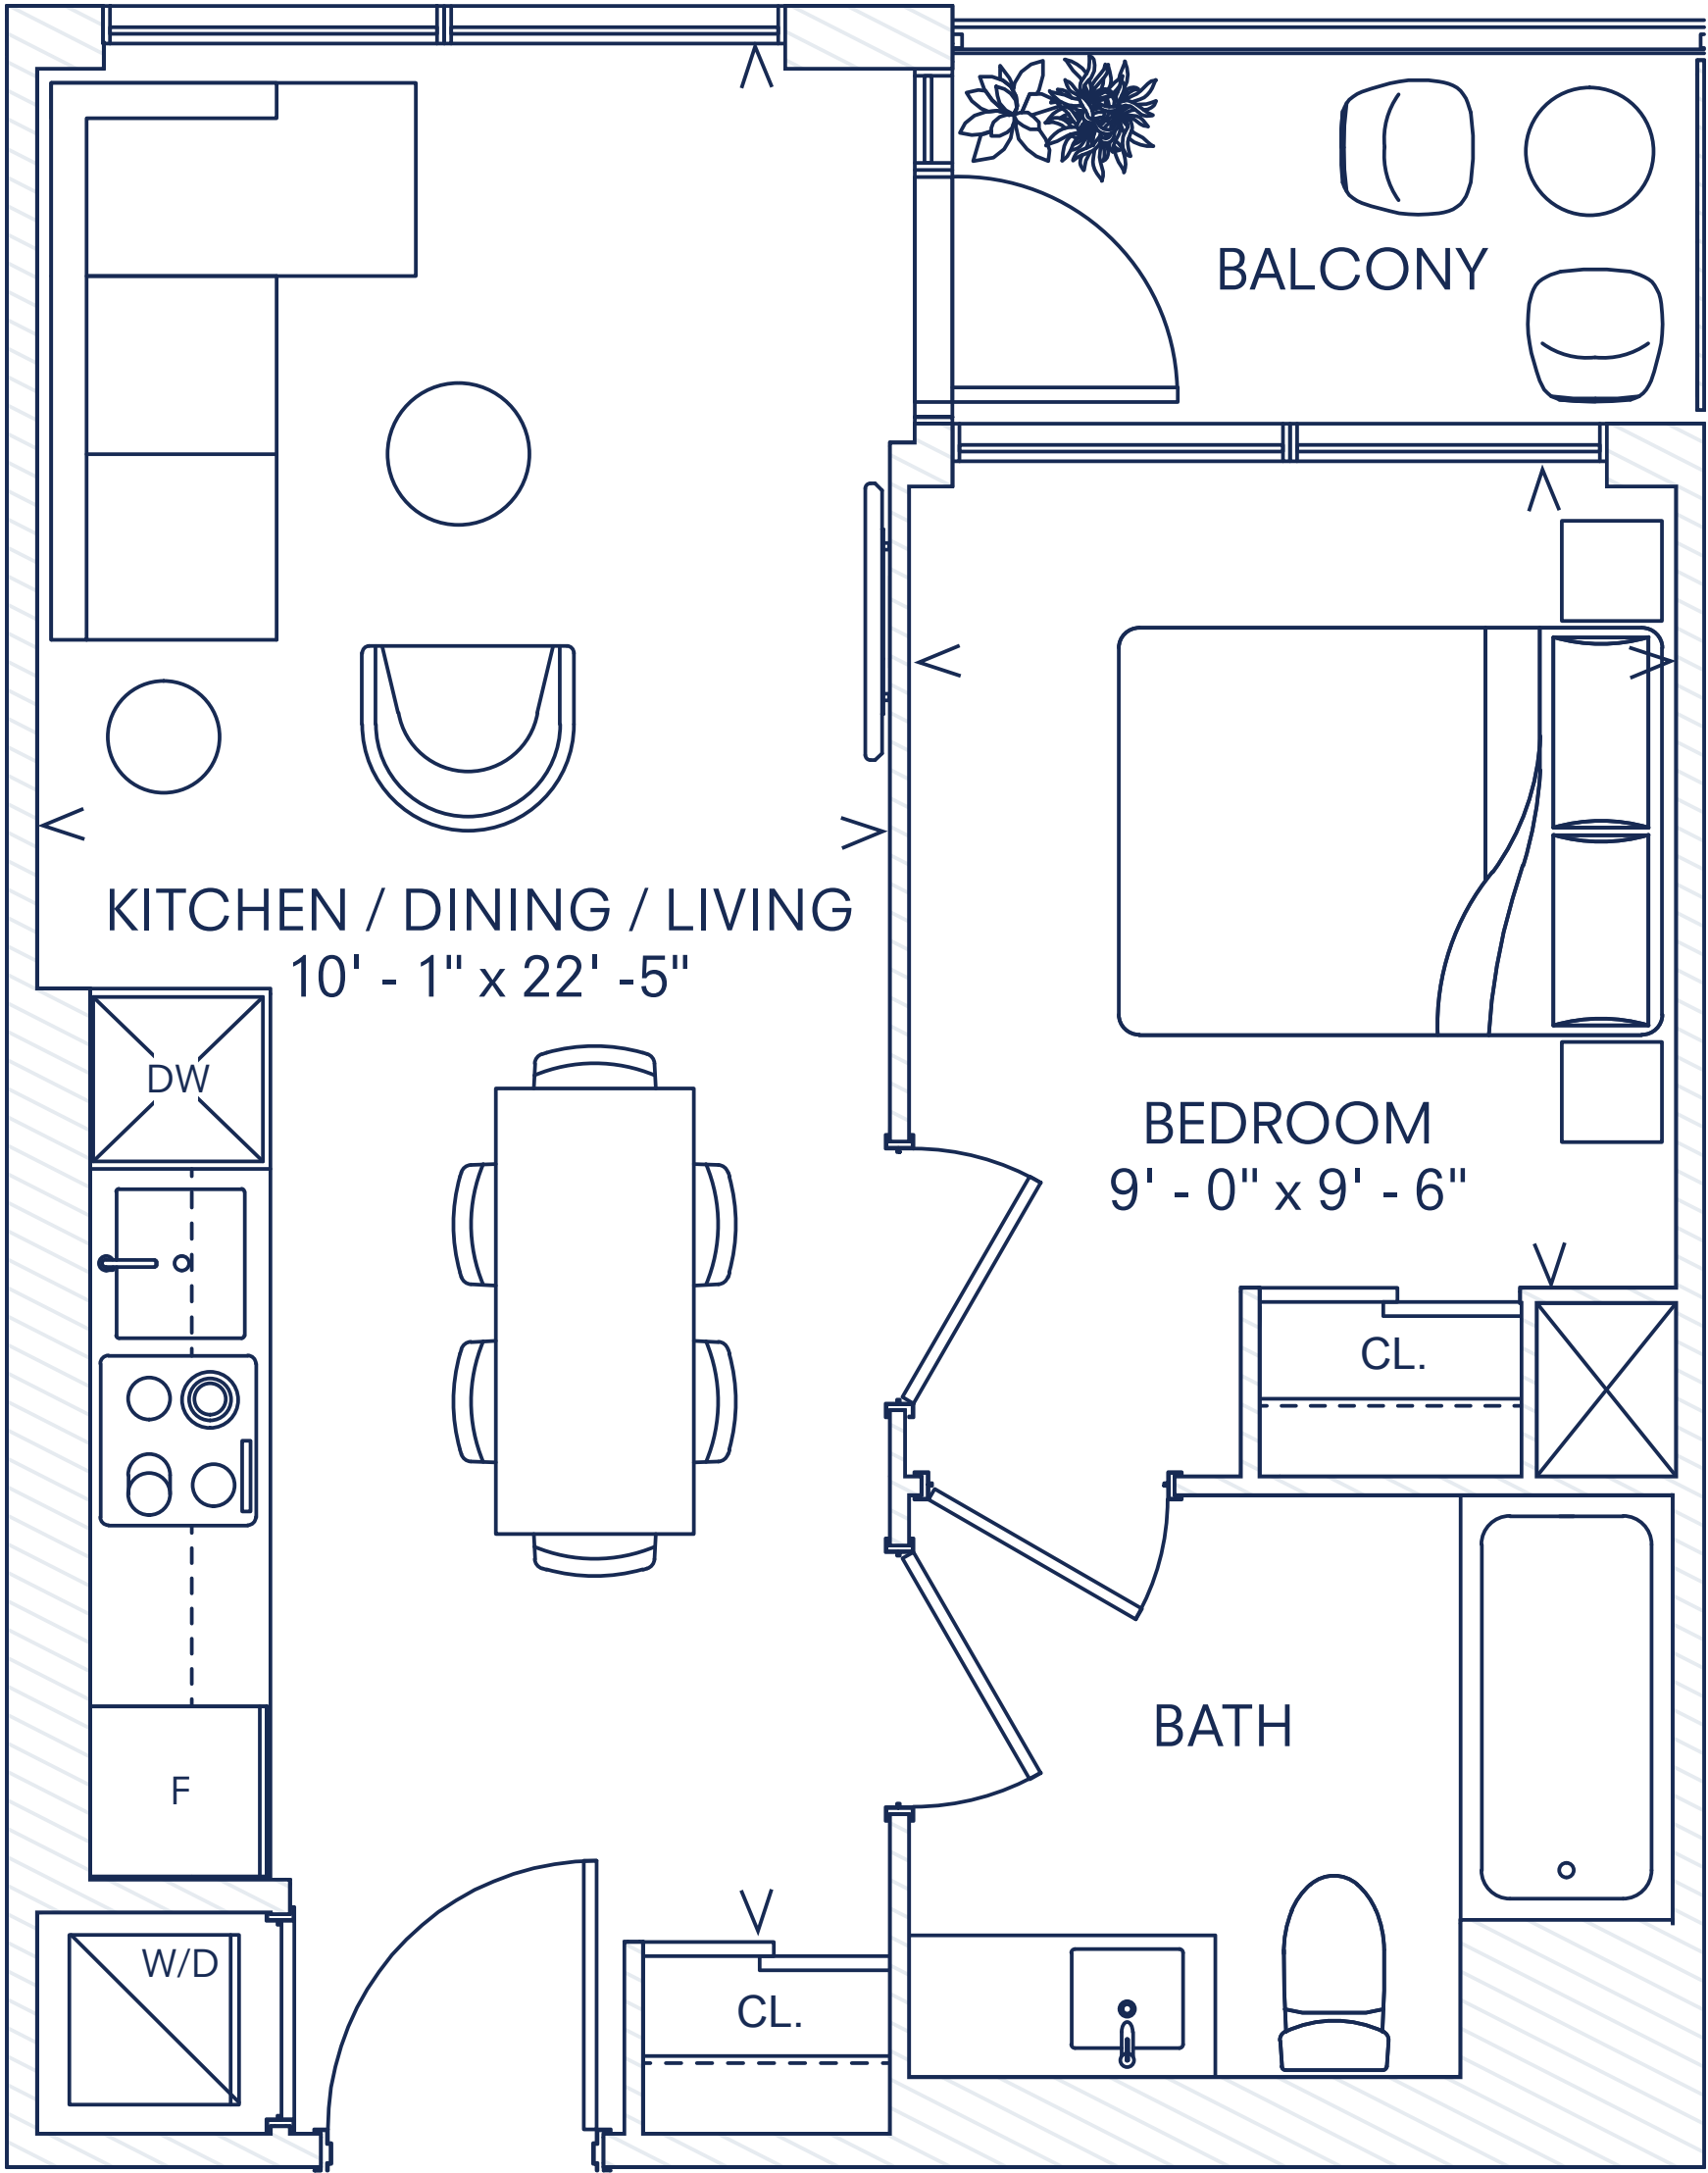 BALCONY
KITCHEN / DINING / LIVING
10' - 1" x 22' -5"
DW
BEDROOM
9' - 0" x 9' - 6"
CL.
BATH
F
W/D
CL.